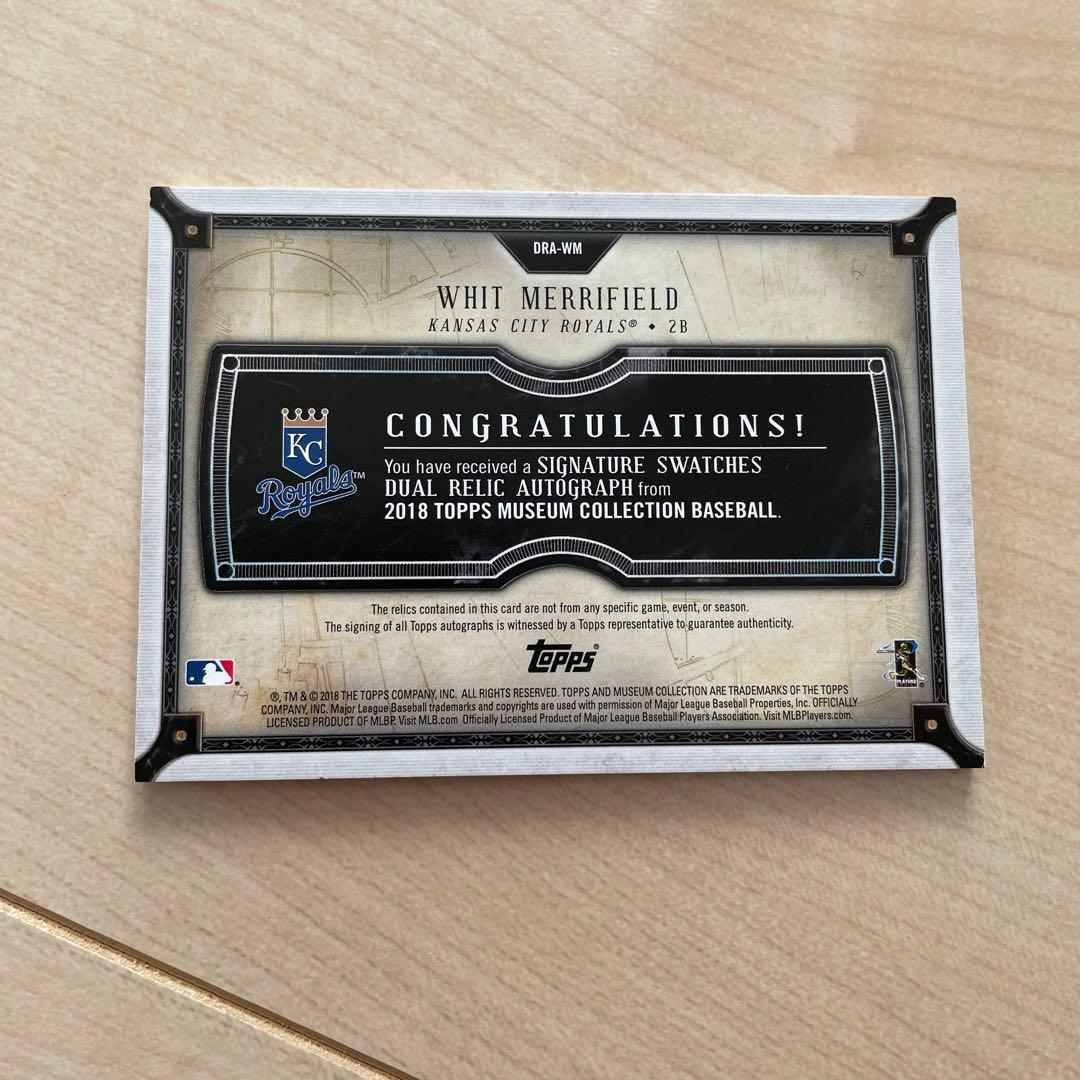 DRA-WM
WHIT MERRIFIELD
KANSAS CITY ROYALS® ◆ 2B
CONGRATULATIONS!
KC
Royals™
You have received a SIGNATURE SWATCHES
DUAL RELIC AUTOGRAPH from
2018 TOPPS MUSEUM COLLECTION BASEBALL.
The relics contained in this card are not from any specific game, event, or season.
The signing of all Topps autographs is witnessed by a Topps representative to guarantee authenticity.
topps®
PLAYERS
®, TM & © 2018 THE TOPPS COMPANY, INC. ALL RIGHTS RESERVED. TOPPS AND MUSEUM COLLECTION ARE TRADEMARKS OF THE TOPPS
COMPANY, INC. Major League Baseball trademarks and copyrights are used with permission of Major League Baseball Properties, Inc. OFFICIALLY
LICENSED PRODUCT OF MLBP. Visit MLB.com Officially Licensed Product of Major League Baseball Players Association. Visit MLBPlayers.com.